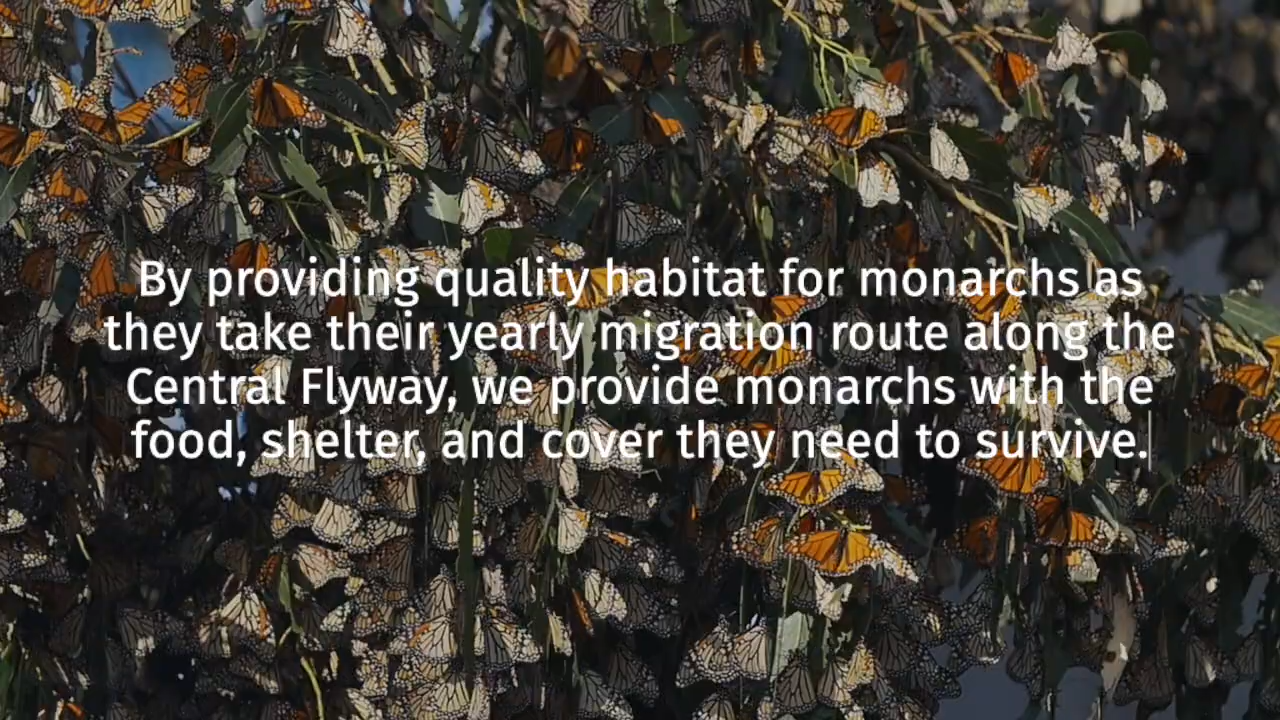 By providing quality habitat for monarchs as
they take their yearly migration route along the
Central Flyway, we provide monarchs with the
food, shelter, and cover they need to survive.